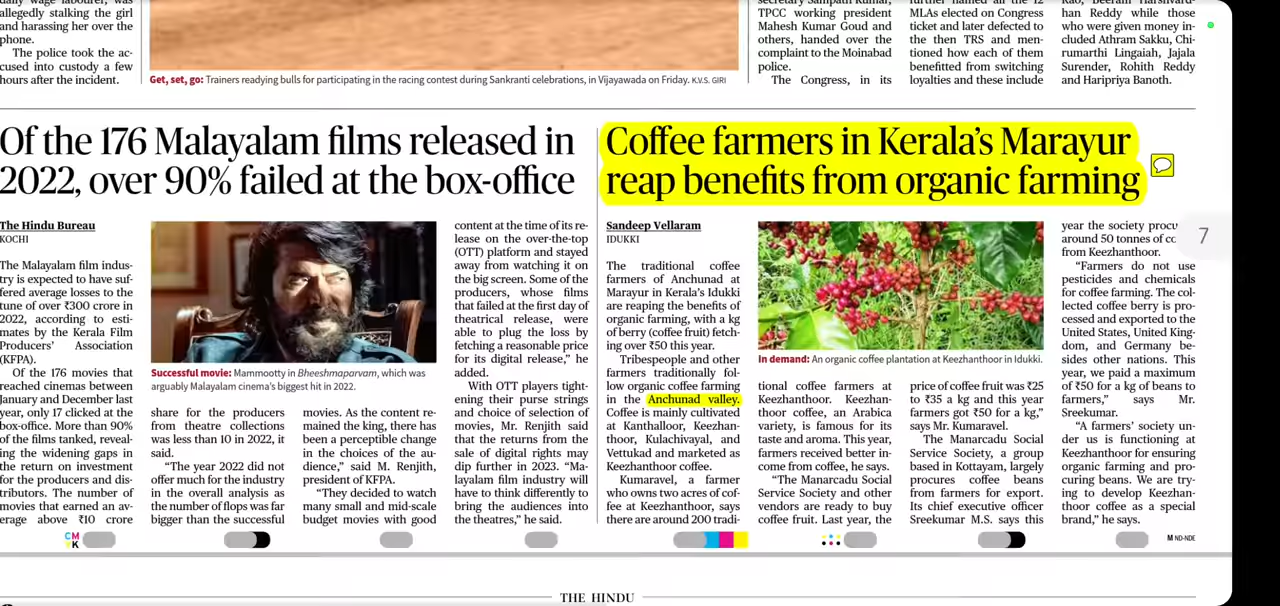 daily wage labourer, was
allegedly stalking the girl
and harassing her over the
phone.
The police took the ac-
cused into custody a few
hours after the incident.
Get, set, go: Trainers readying bulls for participating in the racing contest during Sankranti celebrations, in Vijayawada on Friday. K.V.S. GIRI
secretary Sampath Kumar,
TPCC working president
Mahesh Kumar Goud and
others, handed over the
complaint to the Moinabad
police.
The Congress, in its
further named all the 12
MLAs elected on Congress
ticket and later defected to
the then TRS and men-
tioned how each of them
benefitted from switching
loyalties and these include
Rao, Beeram Harshvard-
han Reddy while those
who were given money in-
cluded Athram Sakku, Chi-
rumarthi Lingaiah, Jajala
Surender, Rohith Reddy
and Haripriya Banoth.
Of the 176 Malayalam films released in
2022, over 90% failed at the box-office
The Hindu Bureau
KOCHI
The Malayalam film indus-
try is expected to have suf-
fered average losses to the
tune of over ₹300 crore in
2022, according to esti-
mates by the Kerala Film
Producers' Association
(KFPA).
Of the 176 movies that
reached cinemas between
January and December last
year, only 17 clicked at the
box-office. More than 90%
of the films tanked, reveal-
ing the widening gaps in
the return on investment
for the producers and dis-
tributors. The number of
movies that earned an av-
erage above ₹10 crore
Successful movie: Mammootty in Bheeshmaparvam, which was
arguably Malayalam cinema's biggest hit in 2022.
share for the producers
from theatre collections
was less than 10 in 2022, it
said.
"The year 2022 did not
offer much for the industry
in the overall analysis as
the number of flops was far
bigger than the successful
movies. As the content re-
mained the king, there has
been a perceptible change
in the choices of the au-
dience," said M. Renjith,
president of KFPA.
"They decided to watch
many small and mid-scale
budget movies with good
content at the time of its re-
lease on the over-the-top
(OTT) platform and stayed
away from watching it on
the big screen. Some of the
producers, whose films
that failed at the first day of
theatrical release, were
able to plug the loss by
fetching a reasonable price
for its digital release," he
added.
With OTT players tight-
ening their purse strings
and choice of selection of
movies, Mr. Renjith said
that the returns from the
sale of digital rights may
dip further in 2023. "Ma-
layalam film industry will
have to think differently to
bring the audiences into
the theatres," he said.
Coffee farmers in Kerala's Marayur
reap benefits from organic farming
Sandeep Vellaram
IDUKKI
The traditional coffee
farmers of Anchunad at
Marayur in Kerala's Idukki
are reaping the benefits of
organic farming, with a kg
of berry (coffee fruit) fetch-
ing over ₹50 this year.
Tribespeople and other
farmers traditionally fol-
low organic coffee farming
in the Anchunad valley.
Coffee is mainly cultivated
at Kanthalloor, Keezhan-
thoor, Kulachivayal, and
Vettukad and marketed as
Keezhanthoor coffee.
Kumaravel, a farmer
who owns two acres of cof-
fee at Keezhanthoor, says
there are around 200 tradi-
In demand: An organic coffee plantation at Keezhanthoor in Idukki.
tional coffee farmers at
Keezhanthoor. Keezhan-
thoor coffee, an Arabica
variety, is famous for its
taste and aroma. This year,
farmers received better in-
come from coffee, he says.
"The Manarcadu Social
Service Society and other
vendors are ready to buy
coffee fruit. Last year, the
price of coffee fruit was ₹25
to ₹35 a kg and this year
farmers got ₹50 for a kg,"
says Mr. Kumaravel.
The Manarcadu Social
Service Society, a group
based in Kottayam, largely
procures coffee beans
from farmers for export.
Its chief executive officer
Sreekumar M.S. says this
year the society
around 50 tonnes of
from Keezhanthoor.
"Farmers do not use
pesticides and chemicals
for coffee farming. The col-
lected coffee berry is pro-
cessed and exported to the
United States, United King-
dom, and Germany be-
sides other nations. This
year, we paid a maximum
of ₹50 for a kg of beans to
farmers," says Mr.
Sreekumar.
"A farmers' society un-
der us is functioning at
Keezhanthoor for ensuring
organic farming and pro-
curing beans. We are try-
ing to develop Keezhan-
thoor coffee as a special
brand," he says.
7
CM
YK
M ND-NDE
THE HINDU